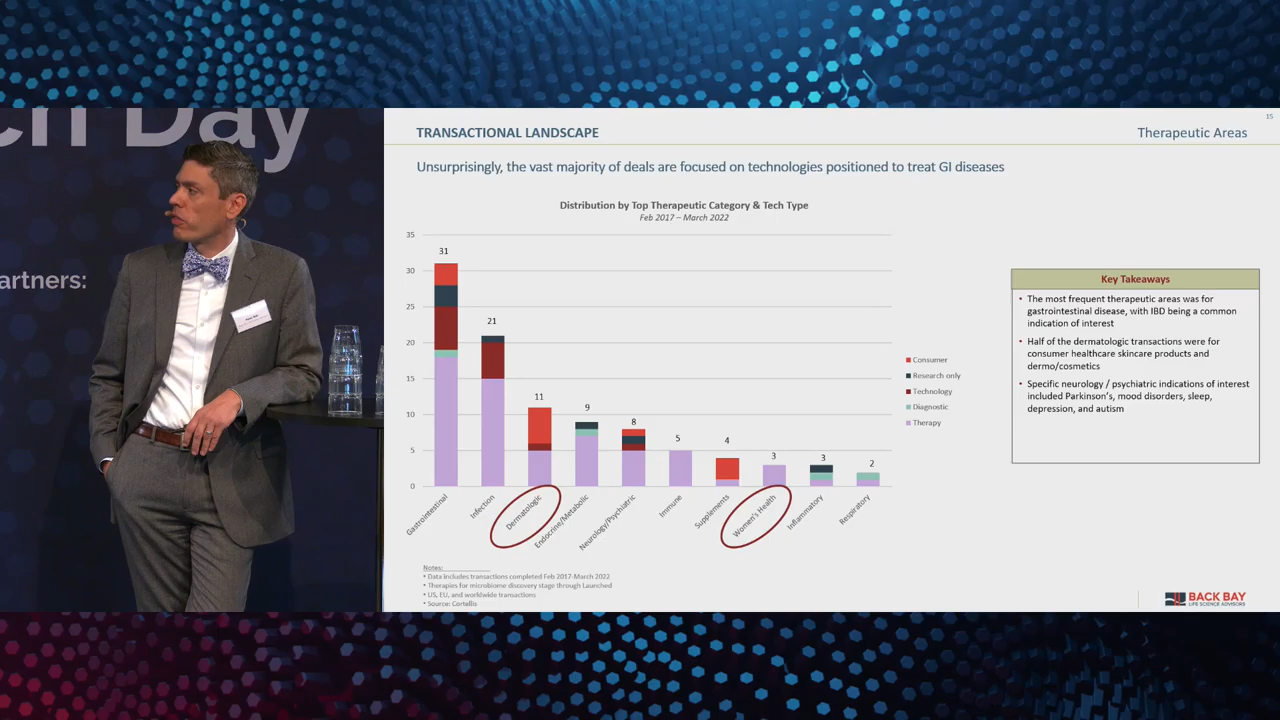 ch Day
artners:
15
TRANSACTIONAL LANDSCAPE
Therapeutic Areas
Unsurprisingly, the vast majority of deals are focused on technologies positioned to treat GI diseases
Distribution by Top Therapeutic Category & Tech Type
Feb 2017 – March 2022
35
30
25
20
15
10
5
0
31
21
11
9
8
5
4
3
3
2
Gastrointestinal
Infection
Dermatologic
Endocrine/Metabolic
Neurology/Psychiatric
Immune
Supplements
Women's Health
Inflammatory
Respiratory
Consumer
Research only
Technology
Diagnostic
Therapy
Key Takeaways
• The most frequent therapeutic areas was for
gastrointestinal disease, with IBD being a common
indication of interest
• Half of the dermatologic transactions were for
consumer healthcare skincare products and
dermo/cosmetics
• Specific neurology / psychiatric indications of interest
included Parkinson's, mood disorders, sleep,
depression, and autism
Notes:
• Data includes transactions completed Feb 2017-March 2022
• Therapies for microbiome discovery stage through Launched
• US, EU, and worldwide transactions
• Source: Cortellis
BACK BAY
LIFE SCIENCE ADVISORS